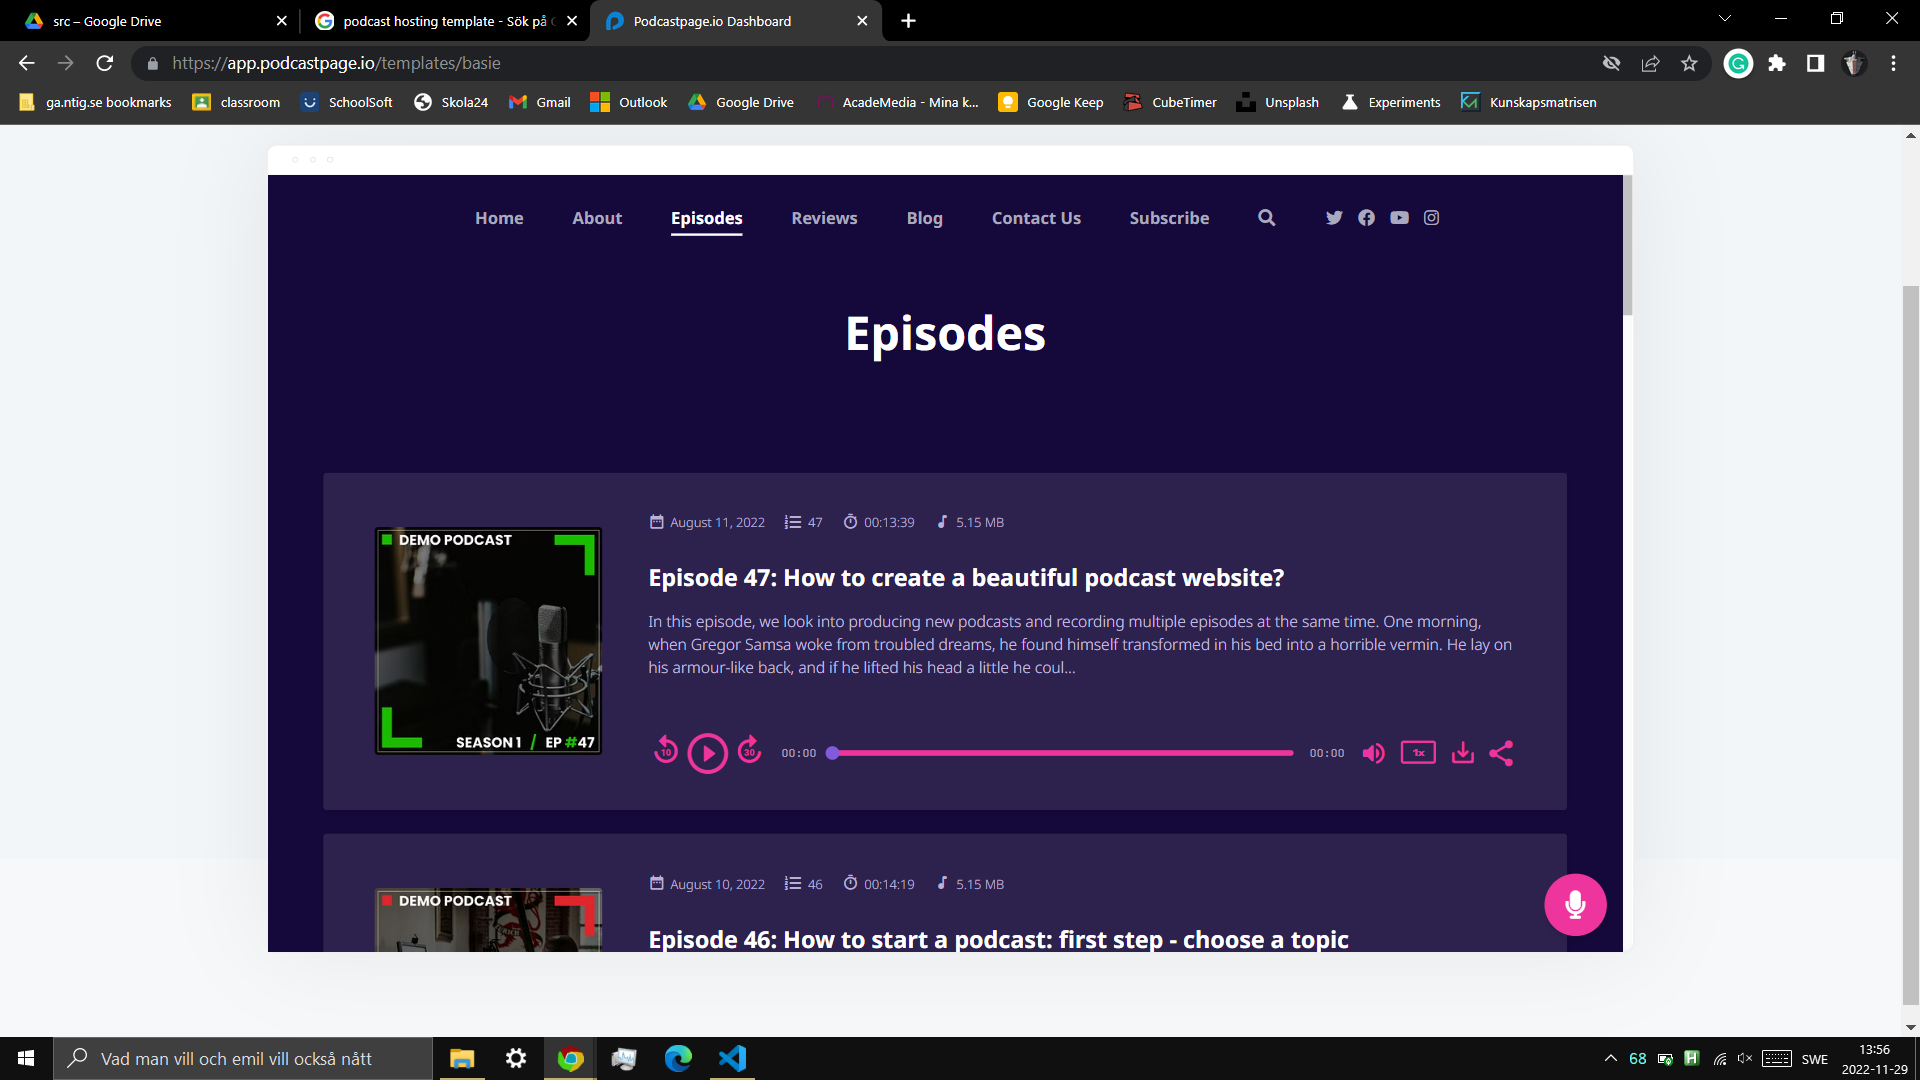 src – Google Drive
podcast hosting template - Sök på G
Podcastpage.io Dashboard
https://app.podcastpage.io/templates/basie
ga.ntig.se bookmarks
classroom
SchoolSoft
Skola24
Gmail
Outlook
Google Drive
AcadeMedia - Mina k...
Google Keep
CubeTimer
Unsplash
Experiments
Kunskapsmatrisen
Home
About
Episodes
Reviews
Blog
Contact Us
Subscribe
Episodes
DEMO PODCAST
SEASON 1 / EP #47
August 11, 2022
47
00:13:39
5.15 MB
Episode 47: How to create a beautiful podcast website?
In this episode, we look into producing new podcasts and recording multiple episodes at the same time. One morning,
when Gregor Samsa woke from troubled dreams, he found himself transformed in his bed into a horrible vermin. He lay on
his armour-like back, and if he lifted his head a little he coul...
10
30
00:00
00:00
1x
DEMO PODCAST
August 10, 2022
46
00:14:19
5.15 MB
Episode 46: How to start a podcast: first step - choose a topic
Vad man vill och emil vill också nått
68
SWE
13:56
2022-11-29